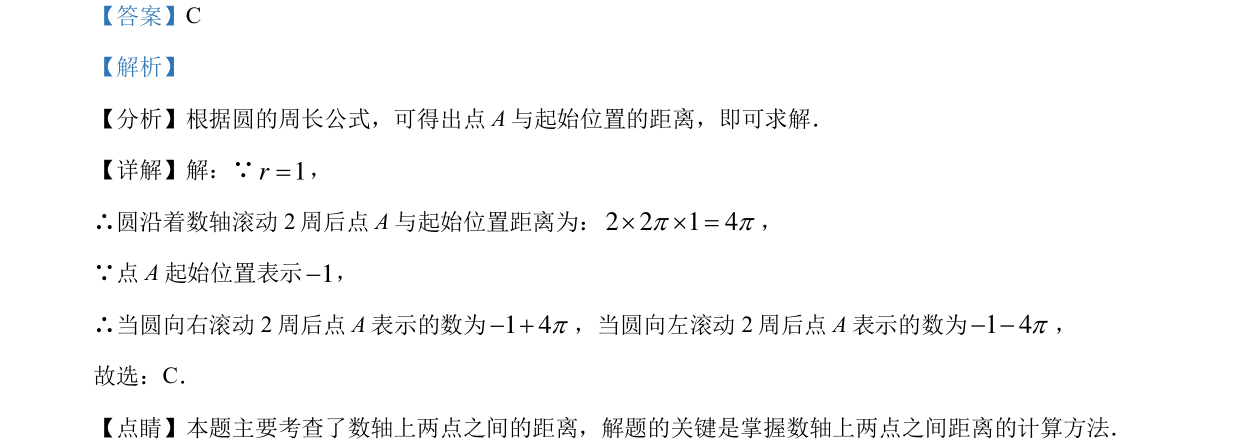 【答案】C
【解析】
【分析】根据圆的周长公式，可得出点 A 与起始位置的距离，即可求解．
【详解】解：∵ r = 1，
∴圆沿着数轴滚动 2 周后点 A 与起始位置距离为：2×2π×1= 4π，
∵点 A 起始位置表示 −1，
∴当圆向右滚动 2 周后点 A 表示的数为 −1+4π，当圆向左滚动 2 周后点 A 表示的数为 −1−4π，
故选：C．
【点睛】本题主要考查了数轴上两点之间的距离，解题的关键是掌握数轴上两点之间距离的计算方法．